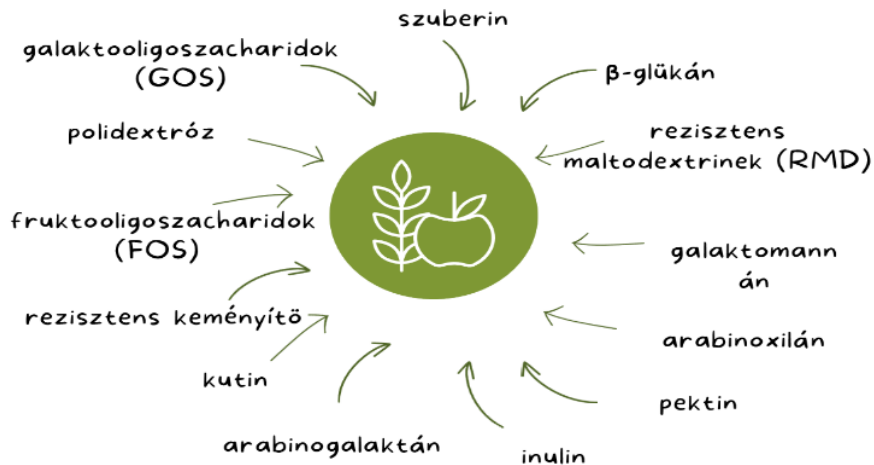 szuberin
galaktooligoszacharidok
(GOS)
β-glükán
polidextróz
rezisztens
maltodextrinek (RMD)
fruktooligoszacharidok
(FOS)
galaktomann
án
rezisztens keményítő
arabinoxilán
kutin
pektin
arabinogalaktán
inulin